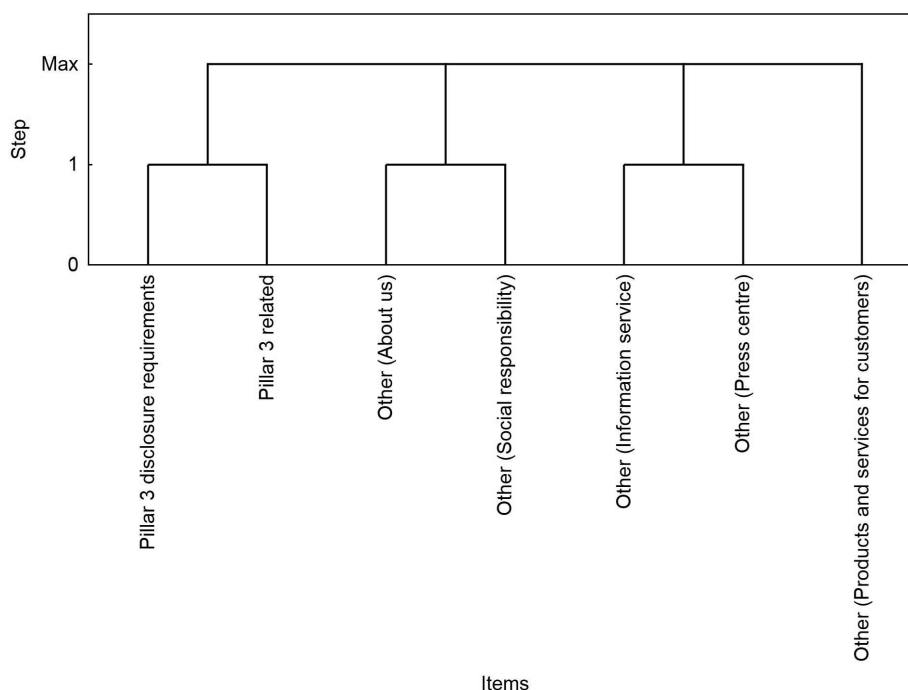 Max
Step
1
0
Pillar 3 disclosure requirements
Pillar 3 related
Other (About us)
Other (Social responsibility)
Other (Information service)
Other (Press centre)
Other (Products and services for customers)
Items